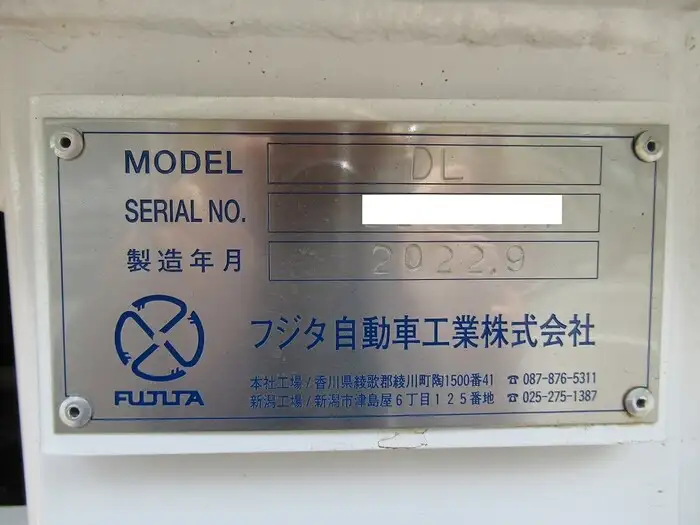 MODEL DL
SERIAL NO.
製造年月 2022.9
フジタ自動車工業株式会社
FUJITA
本社工場/香川県綾歌郡綾川町陶1500番41 ☎ 087-876-5311
新潟工場/新潟市津島屋6丁目125番地 ☎ 025-275-1387